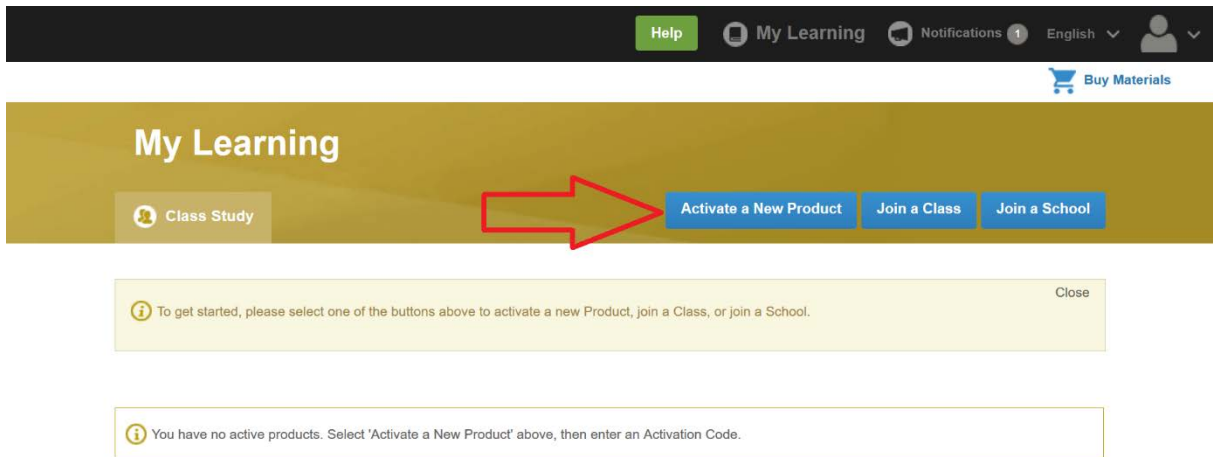 Help My Learning Notifications 1 English
Buy Materials
My Learning
Class Study Activate a New Product Join a Class Join a School
Close
To get started, please select one of the buttons above to activate a new Product, join a Class, or join a School.
You have no active products. Select 'Activate a New Product' above, then enter an Activation Code.